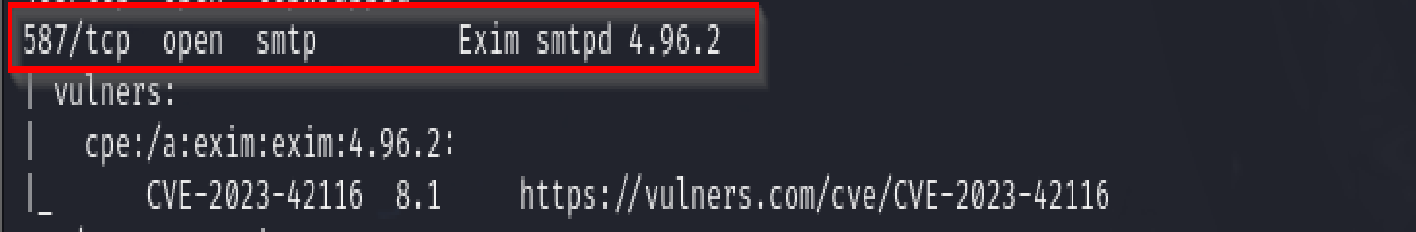 587/tcp open smtp Exim smtpd 4.96.2
| vulners:
| cpe:/a:exim:exim:4.96.2:
|_ CVE-2023-42116 8.1 https://vulners.com/cve/CVE-2023-42116